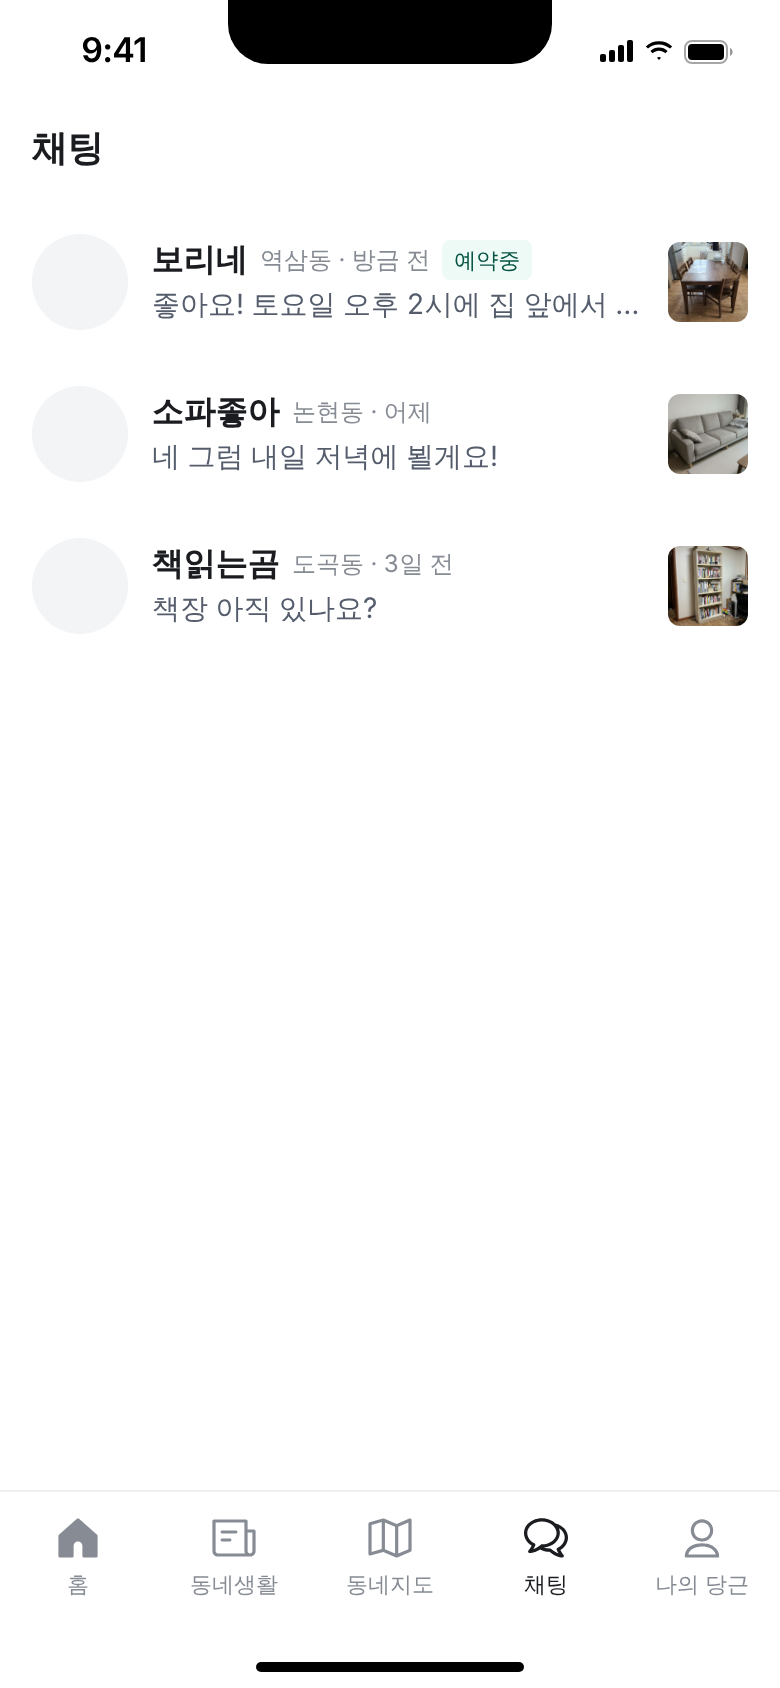 9:41
채팅
보리네 역삼동 · 방금 전 예약중
좋아요! 토요일 오후 2시에 집 앞에서 ...
소파좋아 논현동 · 어제
네 그럼 내일 저녁에 뵐게요!
책읽는곰 도곡동 · 3일 전
책장 아직 있나요?
홈 동네생활 동네지도 채팅 나의 당근